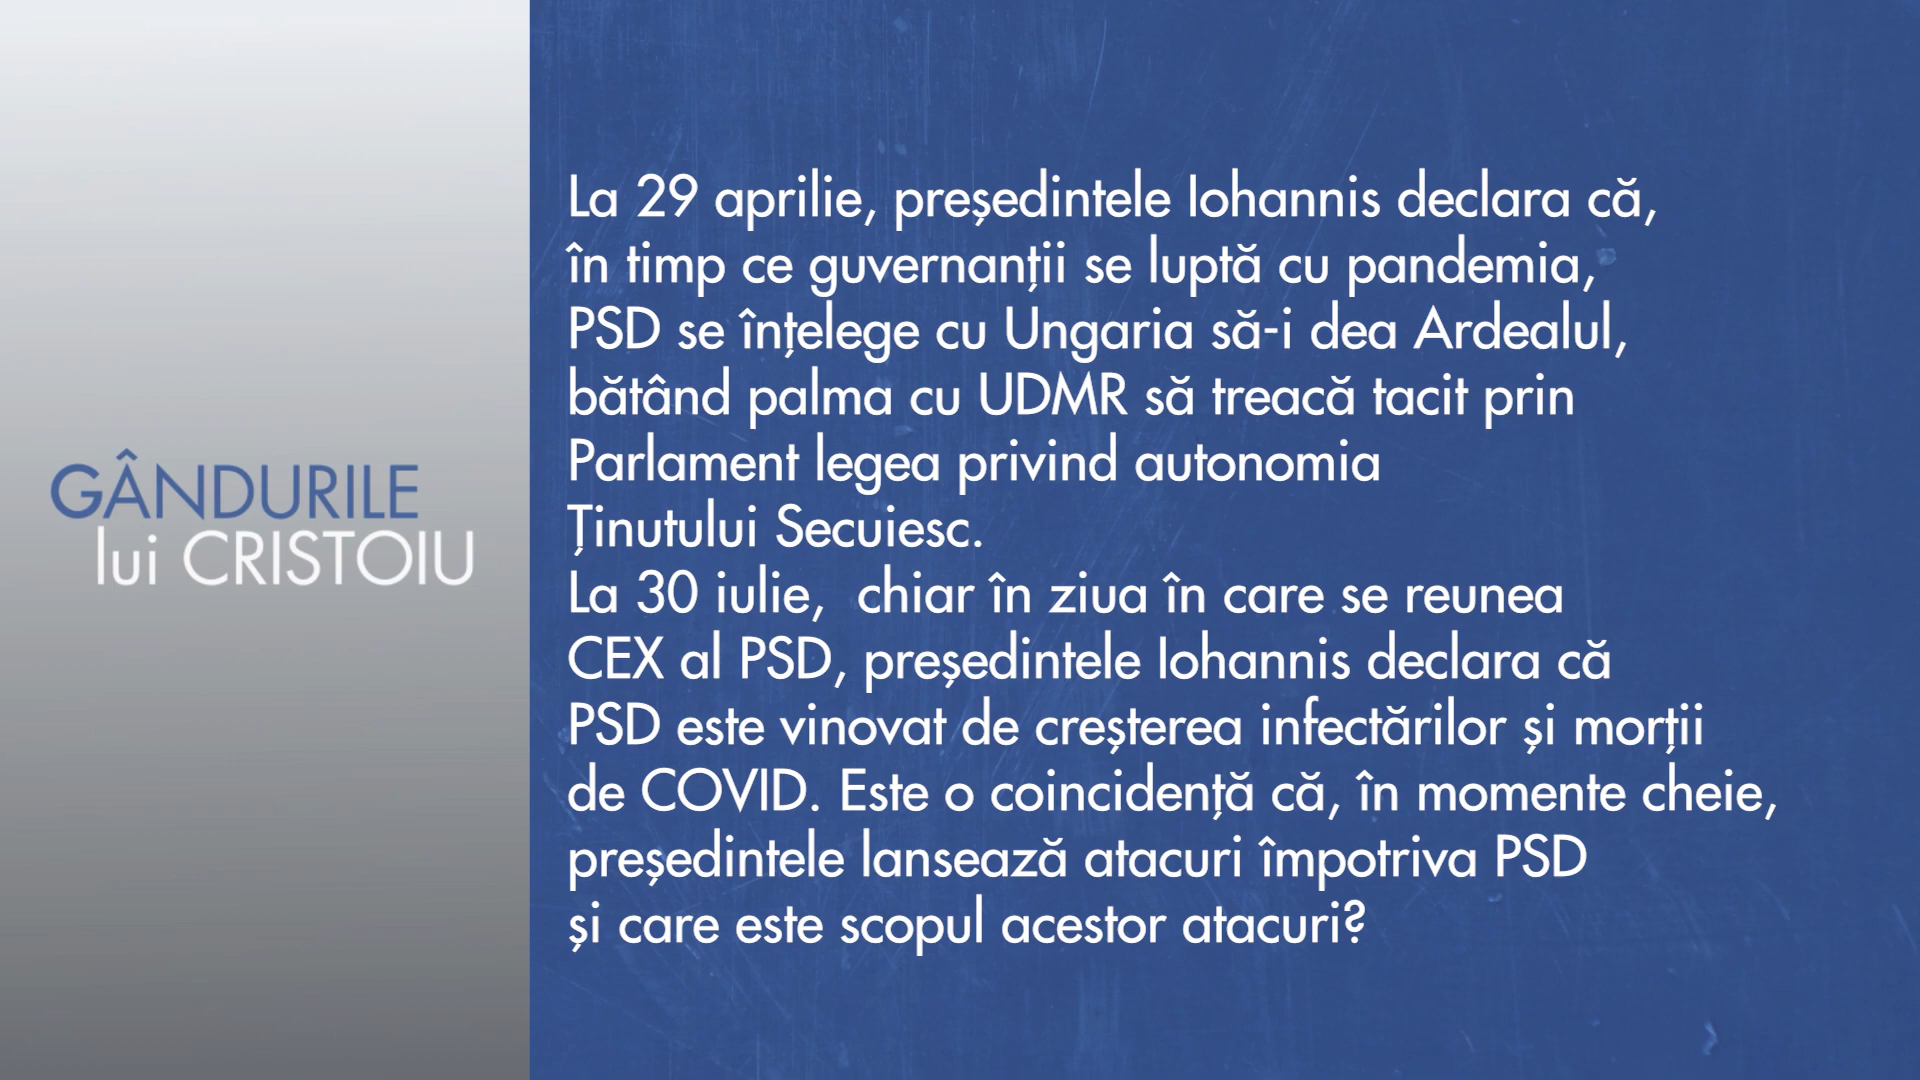 GÂNDURILE
lui CRISTOIU
La 29 aprilie, președintele Iohannis declara că,
în timp ce guvernanții se luptă cu pandemia,
PSD se înțelege cu Ungaria să-i dea Ardealul,
bătând palma cu UDMR să treacă tacit prin
Parlament legea privind autonomia
Ținutului Secuiesc.
La 30 iulie,  chiar în ziua în care se reunea
CEX al PSD, președintele Iohannis declara că
PSD este vinovat de creșterea infectărilor și morții
de COVID. Este o coincidență că, în momente cheie,
președintele lansează atacuri împotriva PSD
și care este scopul acestor atacuri?